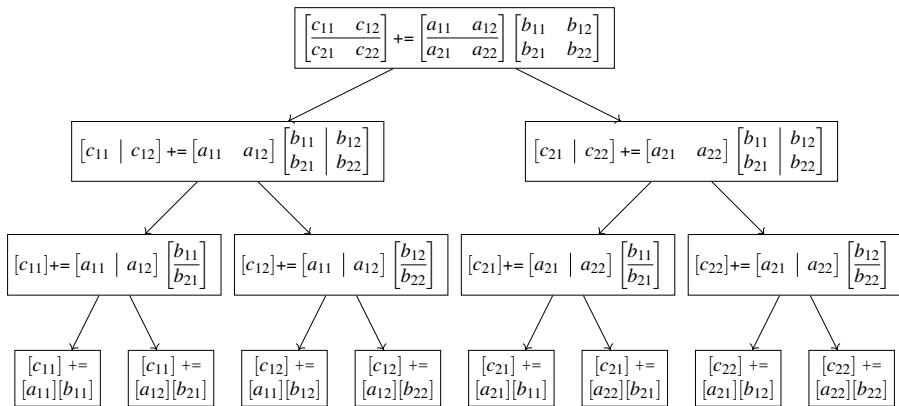 [c11 c12 c21 c22] += [a11 a12 a21 a22] [b11 b12 b21 b22]
[c11 | c12] += [a11 a12] [b11 | b12 b21 | b22]
[c21 | c22] += [a21 a22] [b11 | b12 b21 | b22]
[c11]+= [a11 | a12] [b11 b21]
[c12]+= [a11 | a12] [b12 b22]
[c21]+= [a21 | a22] [b11 b21]
[c22]+= [a21 | a22] [b12 b22]
[c11] +=
[a11][b11]
[c11] +=
[a12][b21]
[c12] +=
[a11][b12]
[c12] +=
[a12][b22]
[c21] +=
[a21][b11]
[c21] +=
[a22][b21]
[c22] +=
[a21][b12]
[c22] +=
[a22][b22]